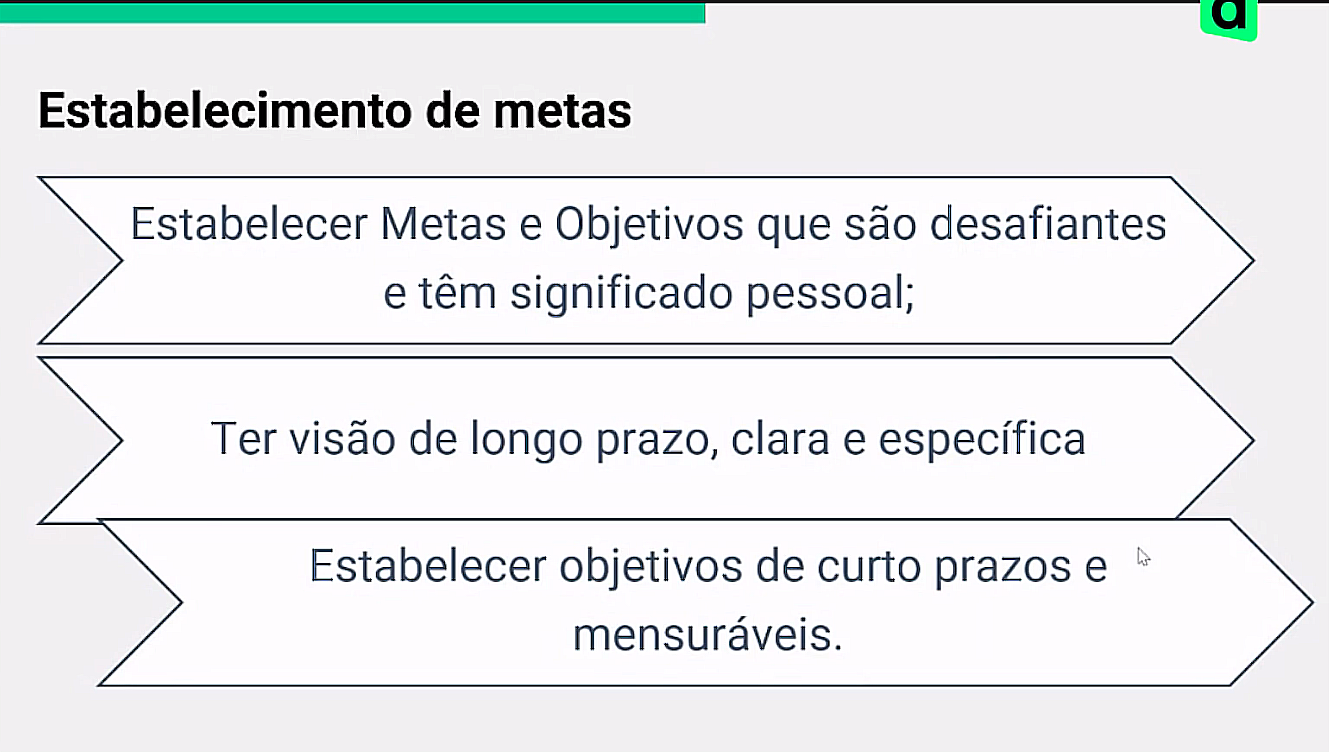 d
Estabelecimento de metas
Estabelecer Metas e Objetivos que são desafiantes
e têm significado pessoal;
Ter visão de longo prazo, clara e específica
Estabelecer objetivos de curto prazos e
mensuráveis.